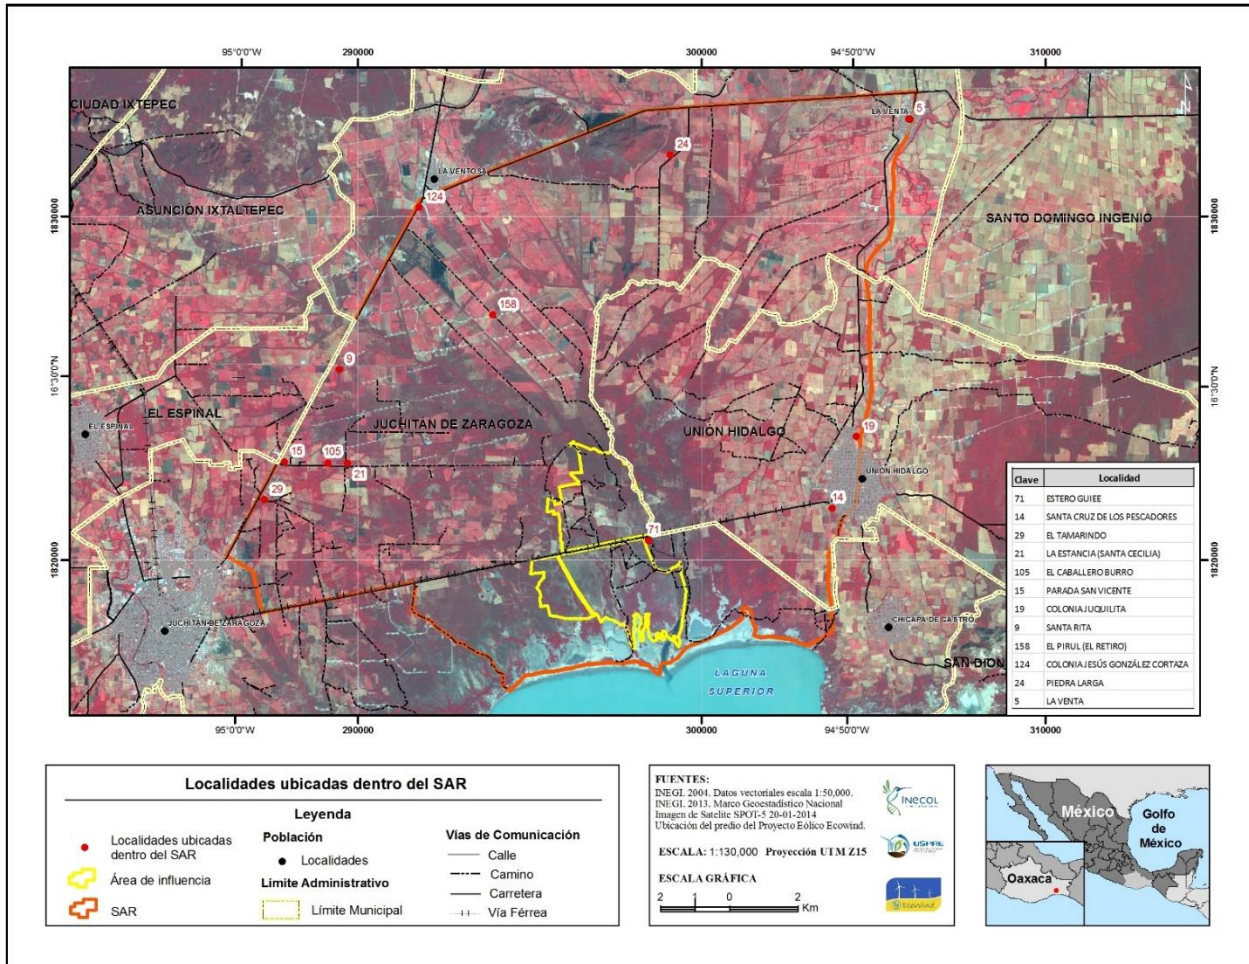 95°0'0"W
290000
300000
94°50'0"W
310000
CIUDAD IXTEPEC
LA VENTA
5
24
LA VENTOSA
124
ASUNCIÓN IXTALTEPEC
SANTO DOMINGO INGENIO
1830000
1830000
158
9
16°30'0"N
16°30'0"N
EL ESPINAL
JUCHITÁN DE ZARAGOZA
UNIÓN HIDALGO
EL ESPINAL
19
15
105
21
UNIÓN HIDALGO
29
14
71
1820000
1820000
JUCHITÁN DE ZARAGOZA
CHICAPA DE CASTRO
SAN DION
LAGUNA
SUPERIOR
Clave Localidad
71 ESTERO GUIEE
14 SANTA CRUZ DE LOS PESCADORES
29 EL TAMARINDO
21 LA ESTANCIA (SANTA CECILIA)
105 EL CABALLERO BURRO
15 PARADA SAN VICENTE
19 COLONIA JUQUILITA
9 SANTA RITA
158 EL PIRUL (EL RETIRO)
124 COLONIA JESÚS GONZÁLEZ CORTAZA
24 PIEDRA LARGA
5 LA VENTA
95°0'0"W
290000
300000
94°50'0"W
310000
Localidades ubicadas dentro del SAR
Leyenda
Localidades ubicadas
dentro del SAR
Área de influencia
SAR
Población
Localidades
Límite Administrativo
Límite Municipal
Vías de Comunicación
Calle
Camino
Carretera
Vía Férrea
FUENTES:
INEGI. 2004. Datos vectoriales escala 1:50,000.
INEGI. 2013. Marco Geoestadístico Nacional
Imagen de Satelite SPOT-5 20-01-2014
Ubicación del predio del Proyecto Eólico Ecowind.
ESCALA: 1:130,000 Proyección UTM Z15
ESCALA GRÁFICA
2 1 0 2
Km
INECOL
USPAE
EcoWind
México
Golfo
de
México
Oaxaca